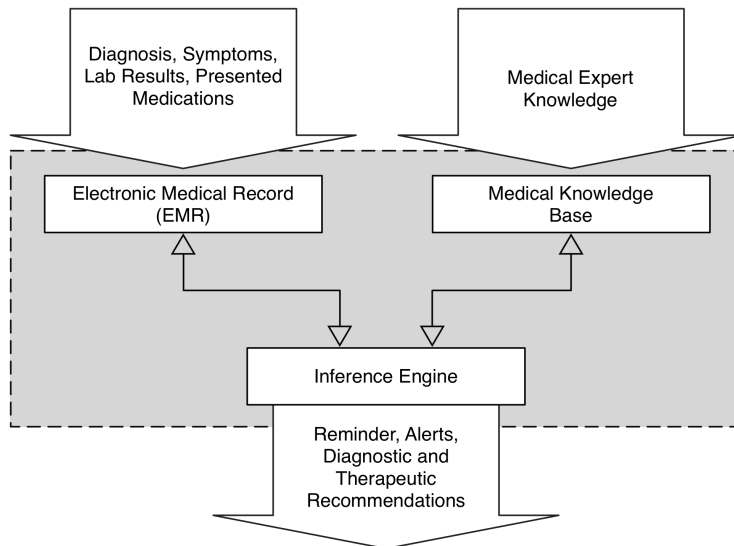 Diagnosis, Symptoms,
Lab Results, Presented
Medications
Medical Expert
Knowledge
Electronic Medical Record
(EMR)
Medical Knowledge
Base
Inference Engine
Reminder, Alerts,
Diagnostic and
Therapeutic
Recommendations